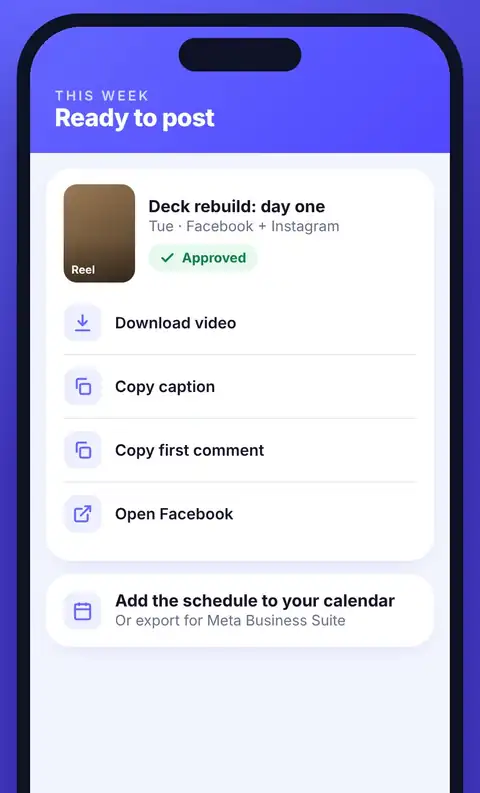 THIS WEEK
Ready to post
Deck rebuild: day one
Tue · Facebook + Instagram
Approved
Reel
Download video
Copy caption
Copy first comment
Open Facebook
Add the schedule to your calendar
Or export for Meta Business Suite